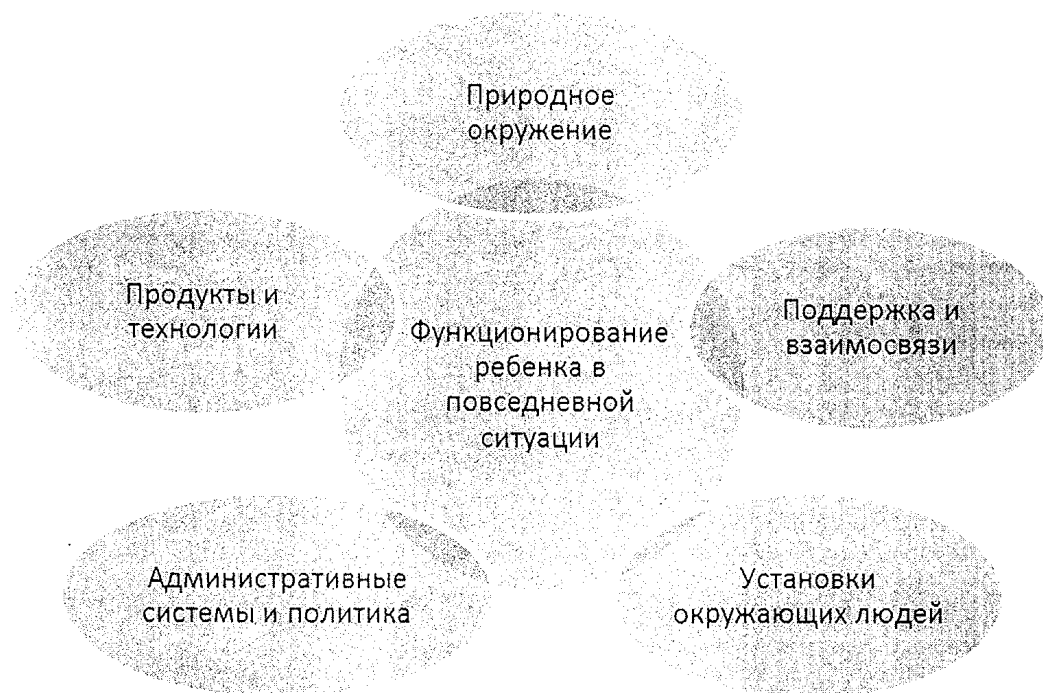 Природное
окружение
Продукты и
технологии
Функционирование
ребенка в
повседневной
ситуации
Поддержка и
взаимосвязи
Административные
системы и политика
Установки
окружающих людей